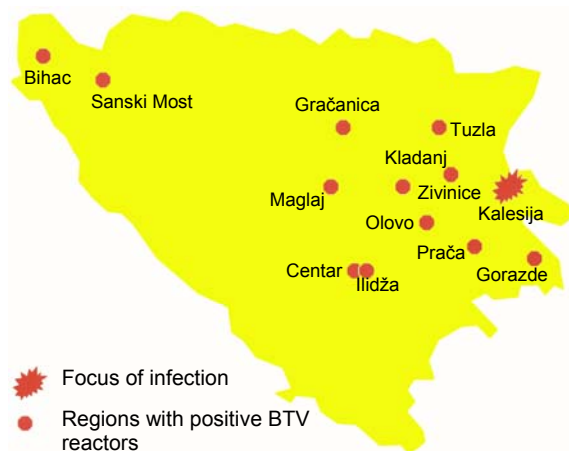 Bihac
Sanski Most
Gračanica
Tuzla
Kladanj
Zivinice
Maglaj
Kalesija
Olovo
Prača
Gorazde
Centar
Ilidža
Focus of infection
Regions with positive BTV
reactors